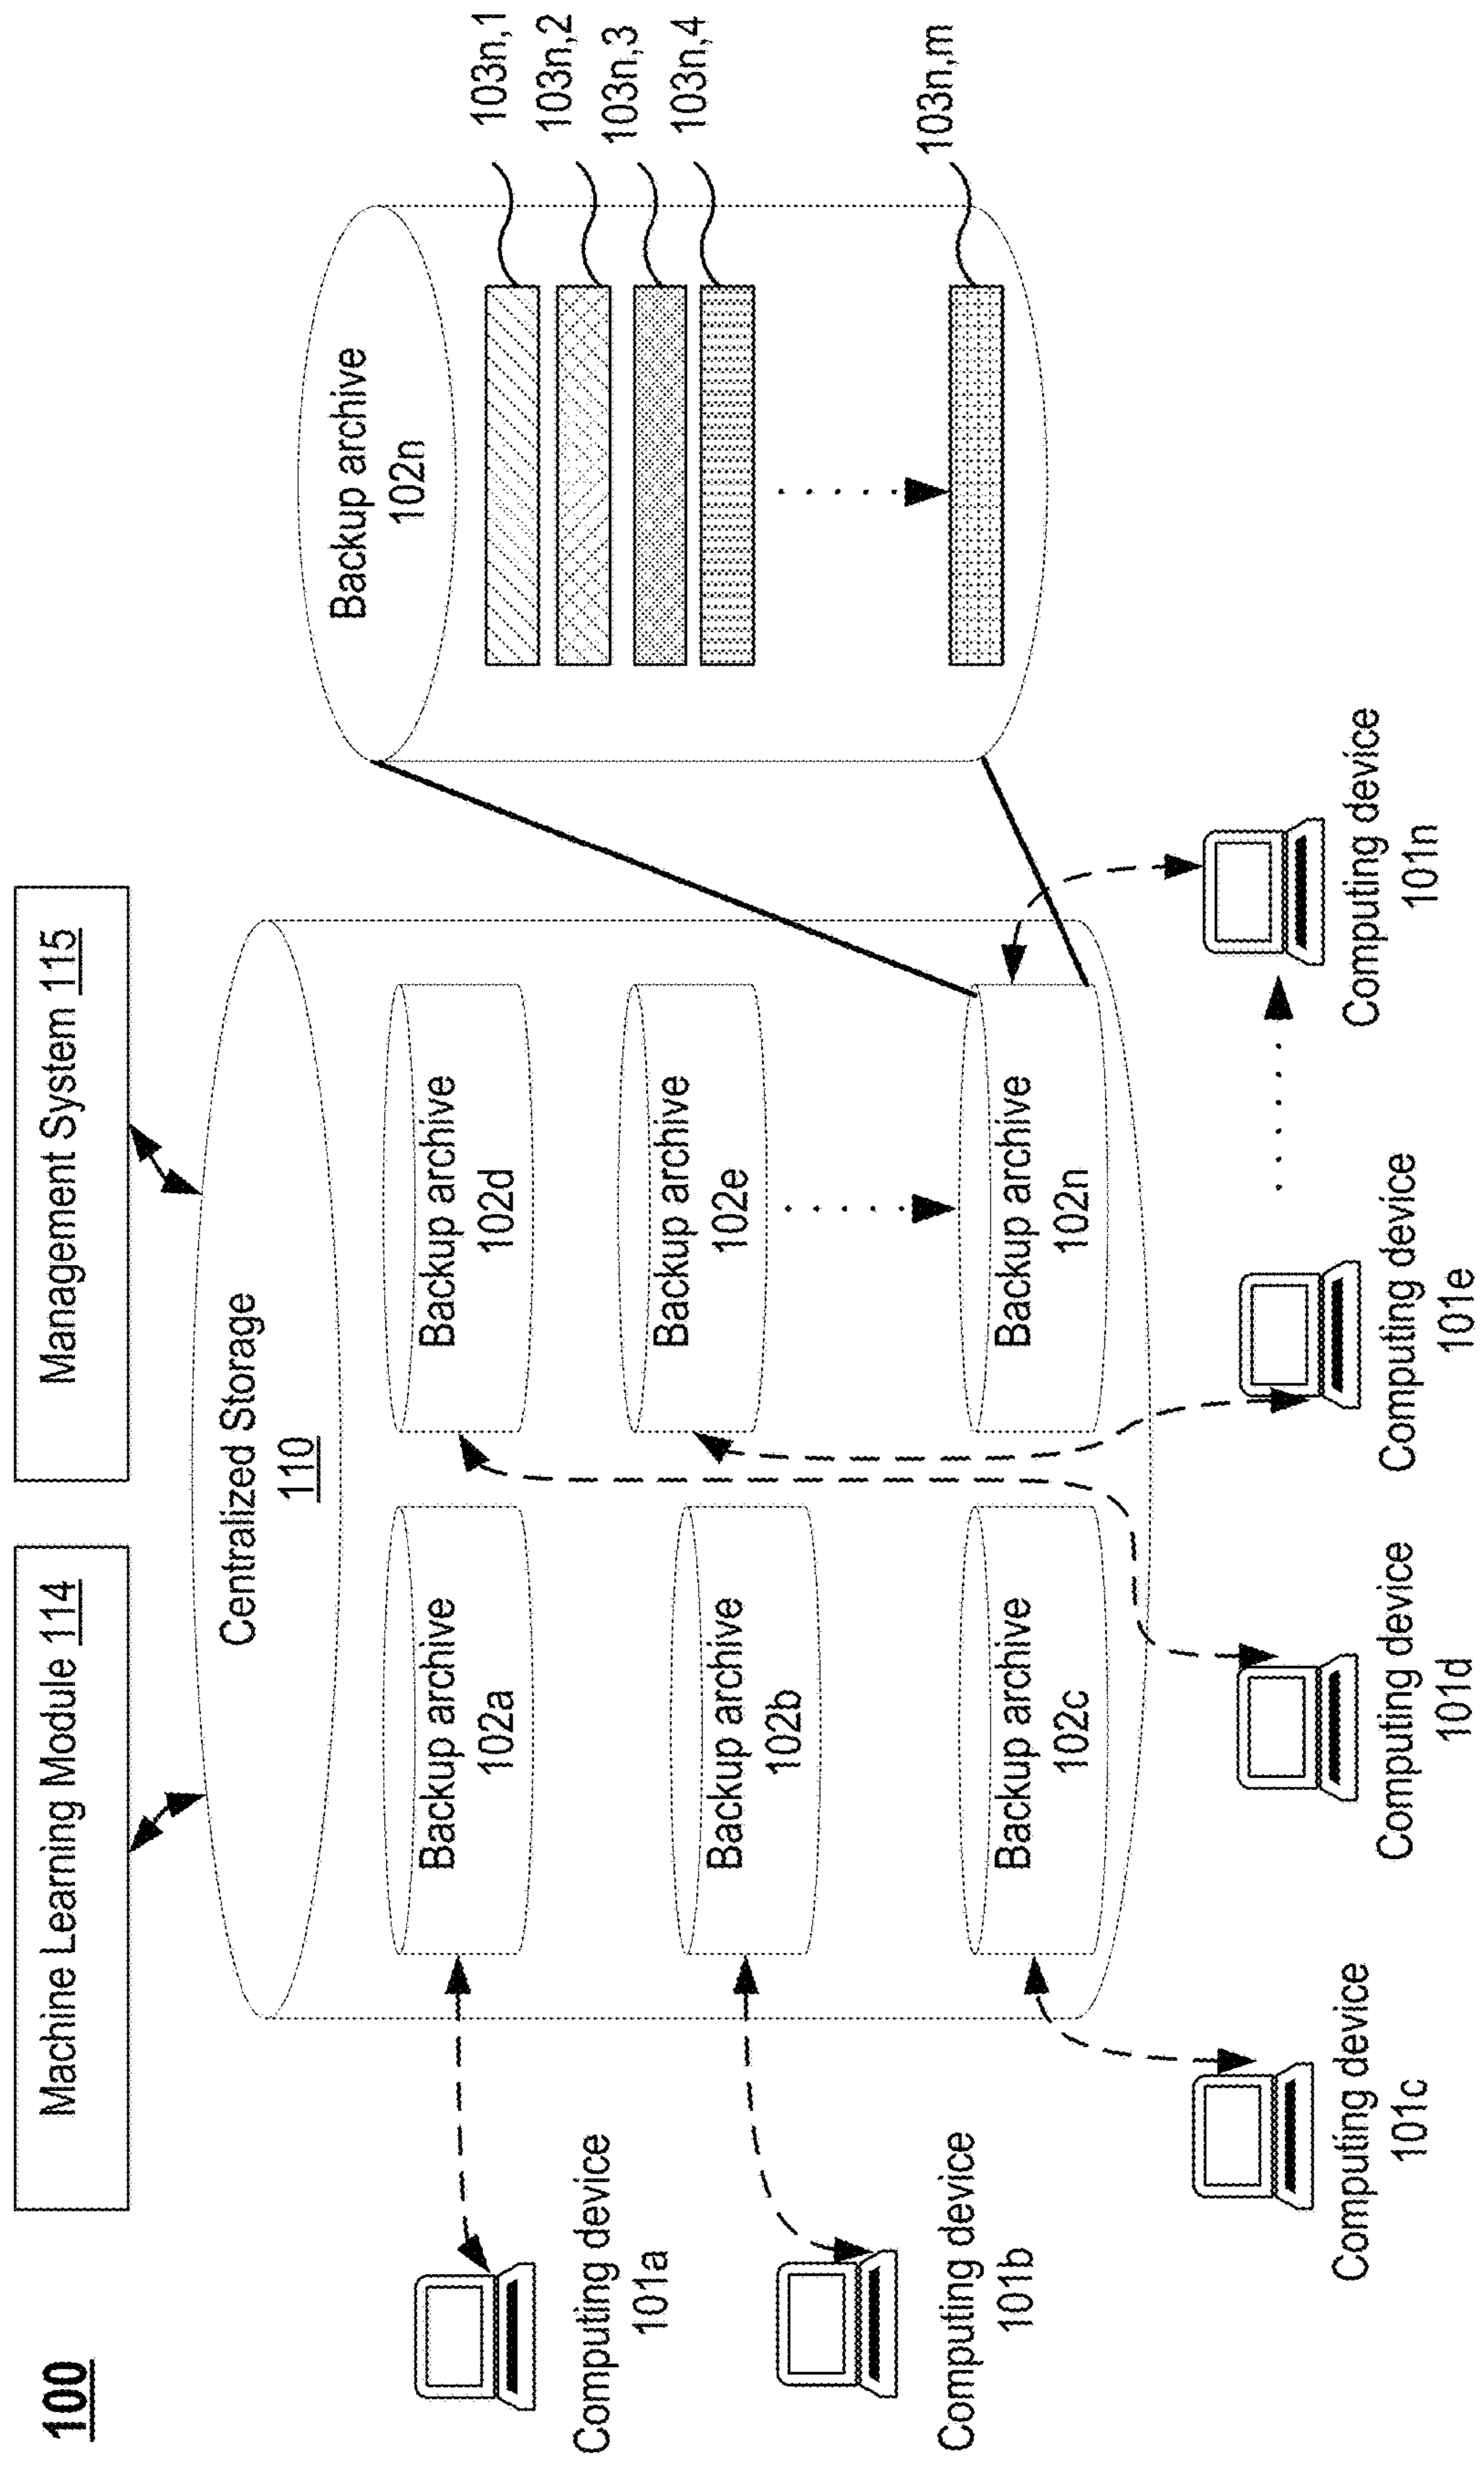 100
Machine Learning Module 114
Management System 115
Centralized Storage
110
Backup archive
102a
Backup archive
102b
Backup archive
102c
Backup archive
102d
Backup archive
102e
Backup archive
102n
Backup archive
102n
103n,1
103n,2
103n,3
103n,4
103n,m
Computing device
101a
Computing device
101b
Computing device
101c
Computing device
101d
Computing device
101e
Computing device
101n